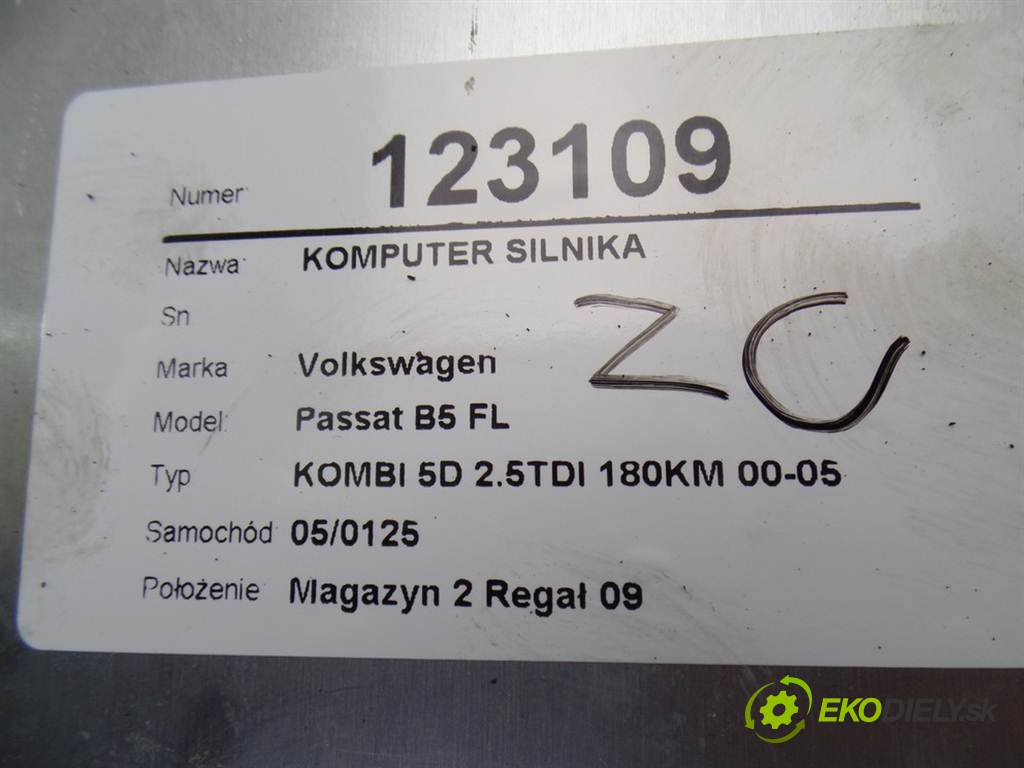 Numer 123109
Nazwa KOMPUTER SILNIKA
Sn
ZC
Marka Volkswagen
Model: Passat B5 FL
Typ KOMBI 5D 2.5TDI 180KM 00-05
Samochód 05/0125
Położenie Magazyn 2 Regał 09
EKODIELY.sk